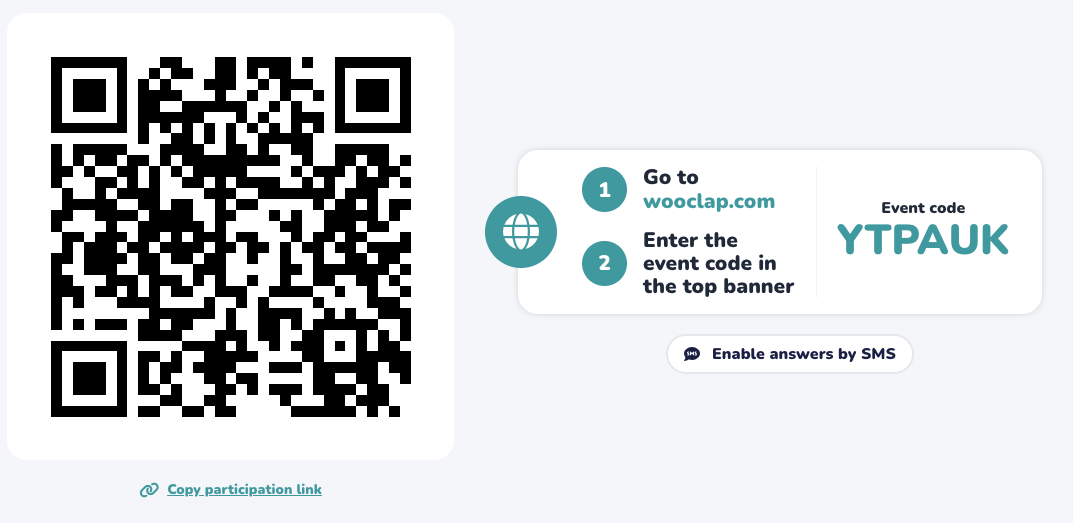 1
Go to
wooclap.com
2
Enter the
event code in
the top banner
Event code
YTPAUK
SMS
Enable answers by SMS
Copy participation link